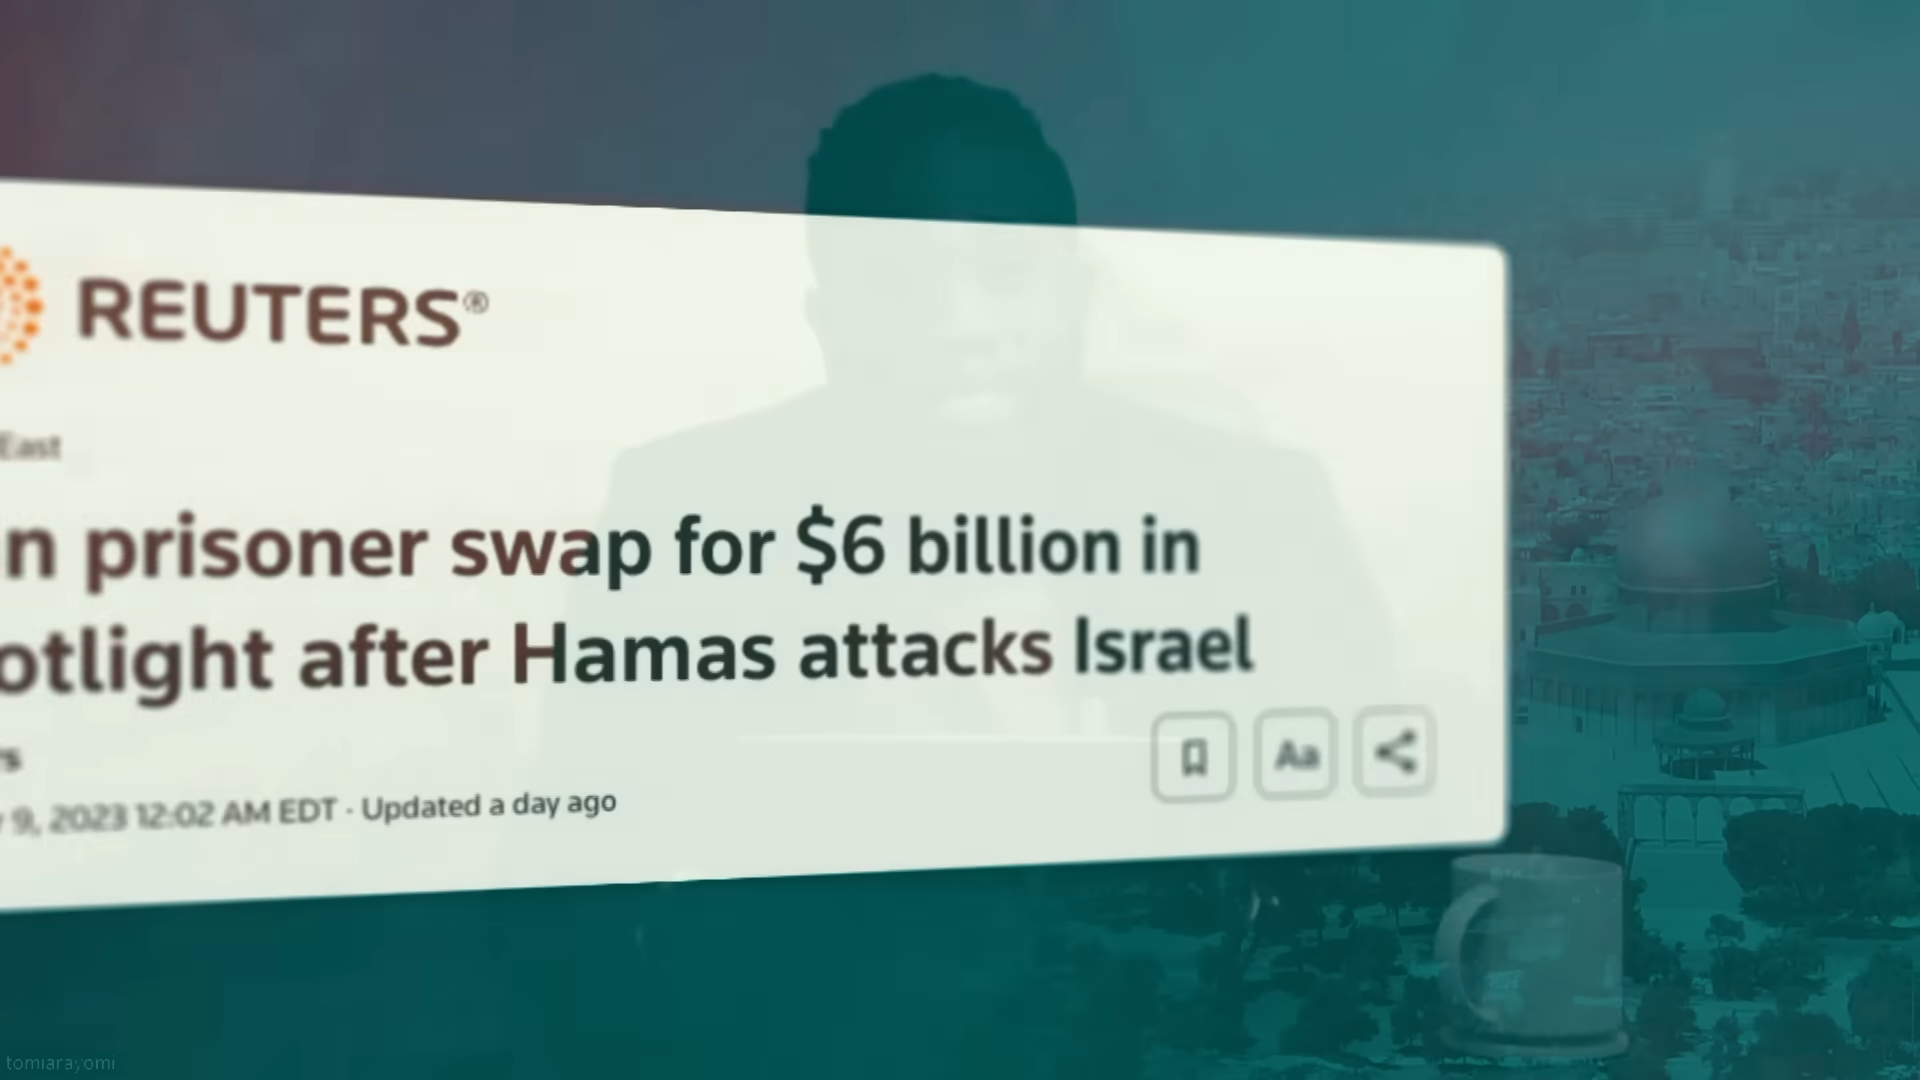 REUTERS®
East
n prisoner swap for $6 billion in
otlight after Hamas attacks Israel
rs
9, 2023 12:02 AM EDT · Updated a day ago
Aa
tomiarayomi